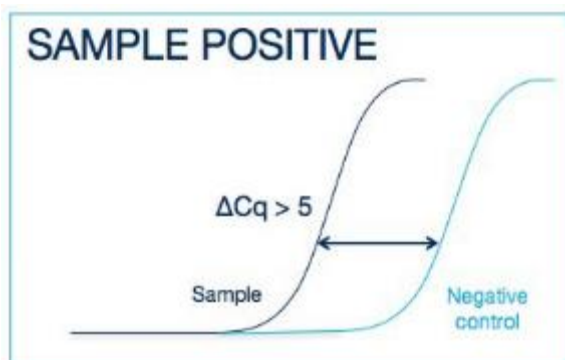 SAMPLE POSITIVE
ΔCq > 5
Sample
Negative
control